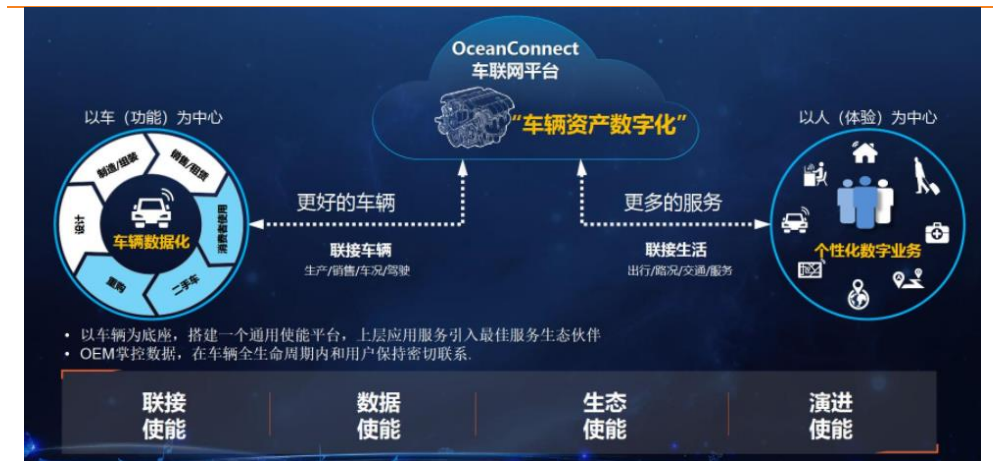 OceanConnect
车联网平台
“车辆资产数字化”
以车（功能）为中心
制造/组装
销售/租赁
设计
消费者使用
车辆数据化
重购
二手车
更好的车辆
联接车辆
生产/销售/车况/驾驶
更多的服务
联接生活
出行/路况/交通/服务
以人（体验）为中心
个性化数字业务
• 以车辆为底座，搭建一个通用使能平台，上层应用服务引入最佳服务生态伙伴
• OEM掌控数据，在车辆全生命周期内和用户保持密切联系.
联接
使能
数据
使能
生态
使能
演进
使能